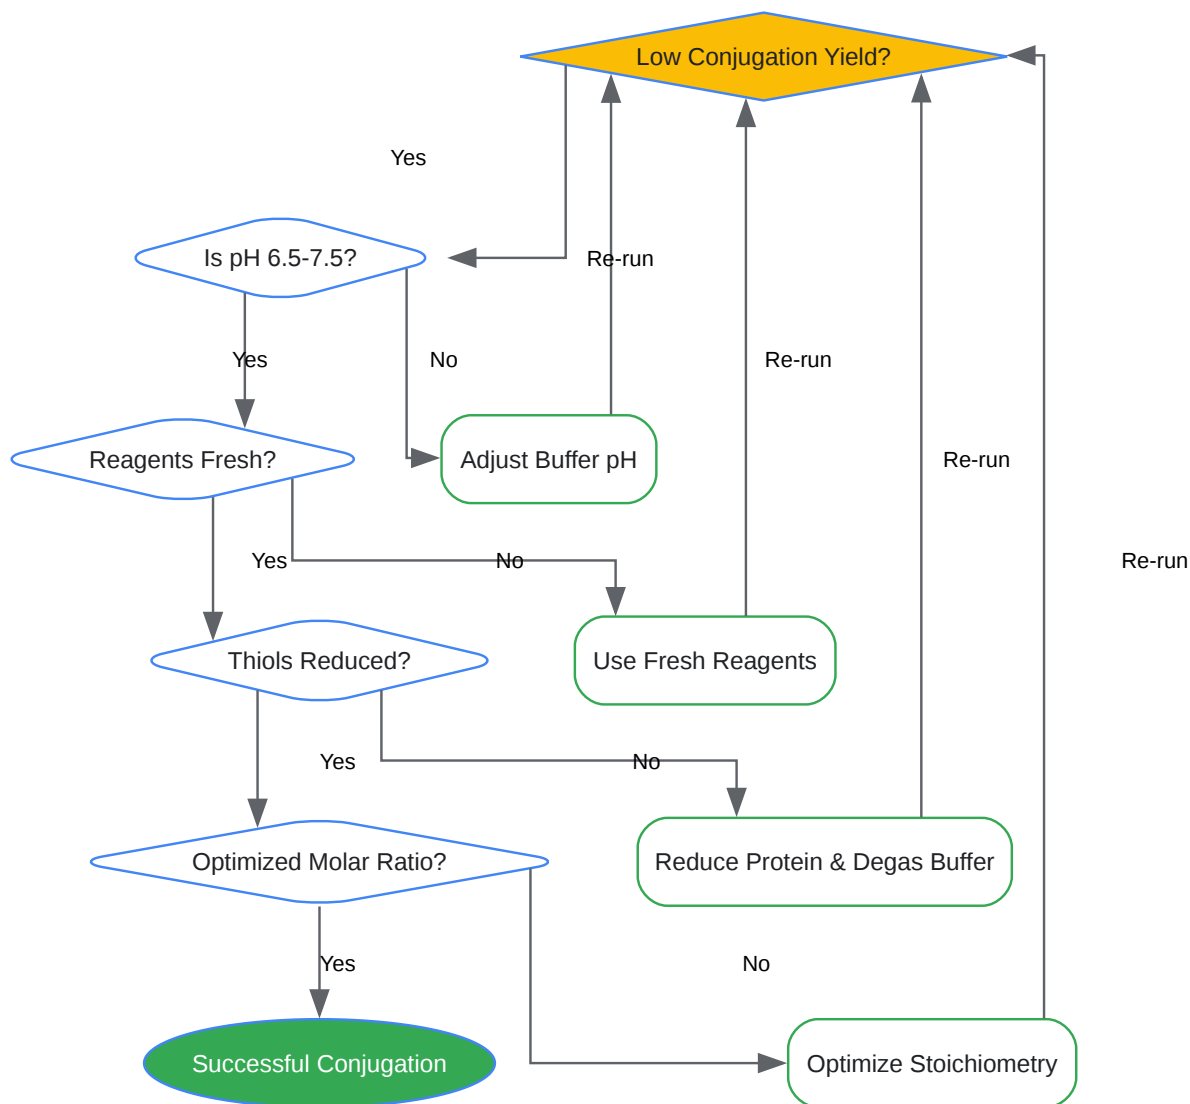 Low Conjugation Yield?
Yes
Is pH 6.5-7.5?
Re-run
Yes
No
Re-run
Reagents Fresh?
Adjust Buffer pH
Re-run
Yes
No
Re-run
Thiols Reduced?
Use Fresh Reagents
Yes
No
Optimized Molar Ratio?
Reduce Protein & Degas Buffer
Yes
No
Successful Conjugation
Optimize Stoichiometry